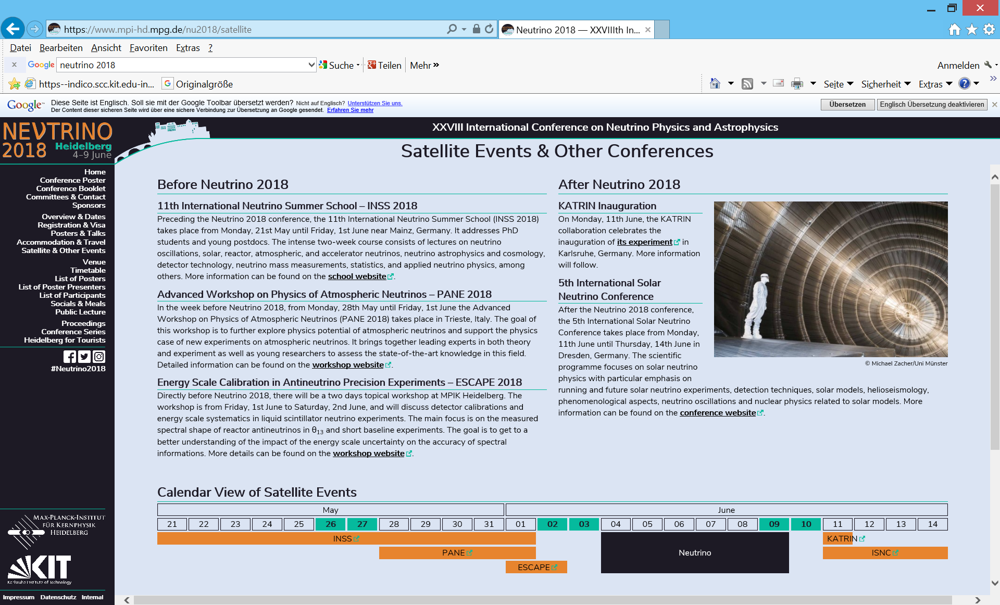 https://www.mpi-hd.mpg.de/nu2018/satellite
Neutrino 2018 — XXVIIIth In...
Datei Bearbeiten Ansicht Favoriten Extras ?
x Google neutrino 2018 Suche Teilen Mehr » Anmelden
https--indico.scc.kit.edu-in... G Originalgröße Seite Sicherheit Extras
Google Diese Seite ist Englisch. Soll sie mit der Google Toolbar übersetzt werden? Nicht auf Englisch? Unterstützen Sie uns.
Der Content dieser sicheren Seite wird über eine sichere Verbindung zur Übersetzung an Google gesendet. Erfahren Sie mehr
Übersetzen Englisch Übersetzung deaktivieren
NEVTRINO
2018 Heidelberg
4–9 June
XXVIII International Conference on Neutrino Physics and Astrophysics
Satellite Events & Other Conferences
Home
Conference Poster
Conference Booklet
Committees & Contact
Sponsors
Overview & Dates
Registration & Visa
Posters & Talks
Accommodation & Travel
Satellite & Other Events
Venue
Timetable
List of Posters
List of Poster Presenters
List of Participants
Socials & Meals
Public Lecture
Proceedings
Conference Series
Heidelberg for Tourists
#Neutrino2018
MAX-PLANCK-INSTITUT
FÜR KERNPHYSIK
HEIDELBERG
KIT
Karlsruhe Institute of Technology
Impressum Datenschutz Internal
Before Neutrino 2018
11th International Neutrino Summer School – INSS 2018
Preceding the Neutrino 2018 conference, the 11th International Neutrino Summer School (INSS 2018)
takes place from Monday, 21st May until Friday, 1st June near Mainz, Germany. It addresses PhD
students and young postdocs. The intense two-week course consists of lectures on neutrino
oscillations, solar, reactor, atmospheric, and accelerator neutrinos, neutrino astrophysics and cosmology,
detector technology, neutrino mass measurements, statistics, and applied neutrino physics, among
others. More information can be found on the school website.
Advanced Workshop on Physics of Atmospheric Neutrinos – PANE 2018
In the week before Neutrino 2018, from Monday, 28th May until Friday, 1st June the Advanced
Workshop on Physics of Atmospheric Neutrinos (PANE 2018) takes place in Trieste, Italy. The goal of
this workshop is to further explore physics potential of atmospheric neutrinos and support the physics
case of new experiments on atmospheric neutrinos. It brings together leading experts in both theory
and experiment as well as young researchers to assess the state-of-the-art knowledge in this field.
Detailed information can be found on the workshop website.
Energy Scale Calibration in Antineutrino Precision Experiments – ESCAPE 2018
Directly before Neutrino 2018, there will be a two days topical workshop at MPIK Heidelberg. The
workshop is from Friday, 1st June to Saturday, 2nd June, and will discuss detector calibrations and
energy scale systematics in liquid scintillator neutrino experiments. The main focus is on the measured
spectral shape of reactor antineutrinos in θ₁₃ and short baseline experiments. The goal is to get to a
better understanding of the impact of the energy scale uncertainty on the accuracy of spectral
informations. More details can be found on the workshop website.
After Neutrino 2018
KATRIN Inauguration
On Monday, 11th June, the KATRIN
collaboration celebrates the
inauguration of its experiment in
Karlsruhe, Germany. More information
will follow.
5th International Solar
Neutrino Conference
After the Neutrino 2018 conference,
the 5th International Solar Neutrino
Conference takes place from Monday,
11th June until Thursday, 14th June in
Dresden, Germany. The scientific
programme focuses on solar neutrino
physics with particular emphasis on
running and future solar neutrino experiments, detection techniques, solar models, helioseismology,
phenomenological aspects, neutrino oscillations and nuclear physics related to solar models. More
information can be found on the conference website.
© Michael Zacher/Uni Münster
Calendar View of Satellite Events
May June
21 22 23 24 25 26 27 28 29 30 31 01 02 03 04 05 06 07 08 09 10 11 12 13 14
INSS KATRIN
PANE Neutrino ISNC
ESCAPE